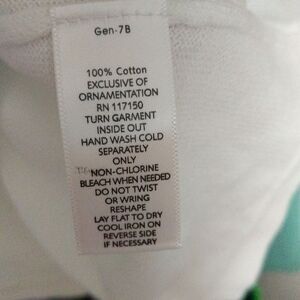 Gen-7B
100% Cotton
EXCLUSIVE OF
ORNAMENTATION
RN 117150
TURN GARMENT
INSIDE OUT
HAND WASH COLD
SEPARATELY
ONLY
NON-CHLORINE
BLEACH WHEN NEEDED
DO NOT TWIST
OR WRING
RESHAPE
LAY FLAT TO DRY
COOL IRON ON
REVERSE SIDE
IF NECESSARY